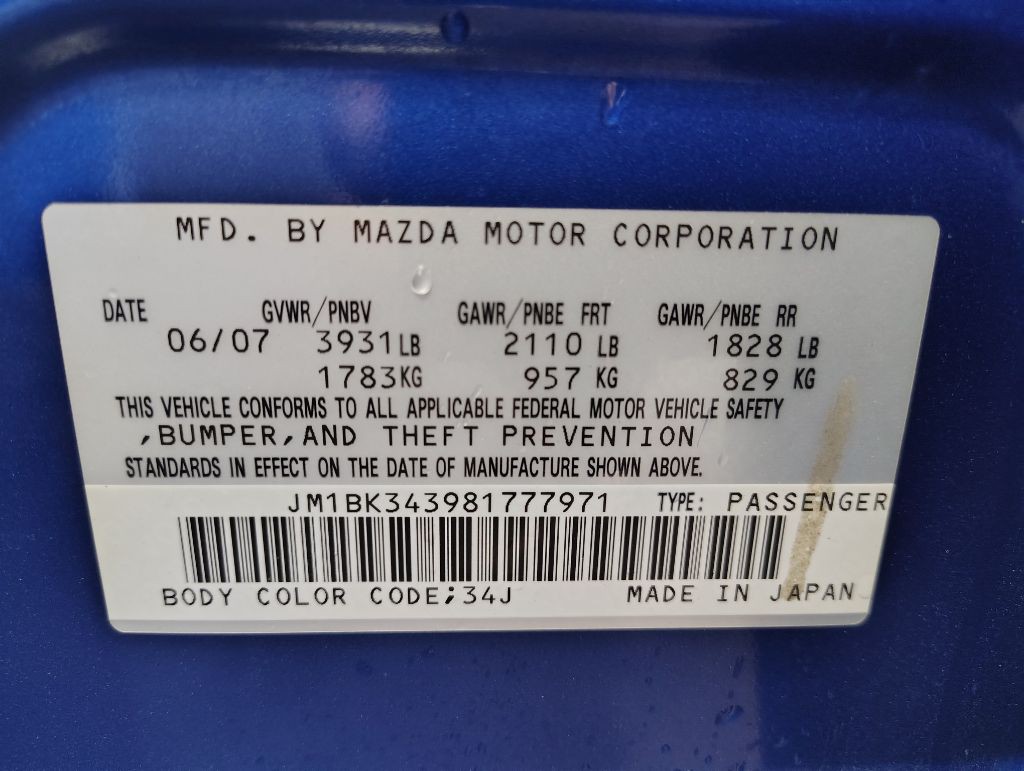 MFD. BY MAZDA MOTOR CORPORATION
DATE GVWR/PNBV GAWR/PNBE FRT GAWR/PNBE RR
06/07 3931LB 2110 LB 1828 LB
1783KG 957 KG 829 KG
THIS VEHICLE CONFORMS TO ALL APPLICABLE FEDERAL MOTOR VEHICLE SAFETY
,BUMPER,AND THEFT PREVENTION
STANDARDS IN EFFECT ON THE DATE OF MANUFACTURE SHOWN ABOVE.
JM1BK343981777971 TYPE: PASSENGER
BODY COLOR CODE;34J MADE IN JAPAN